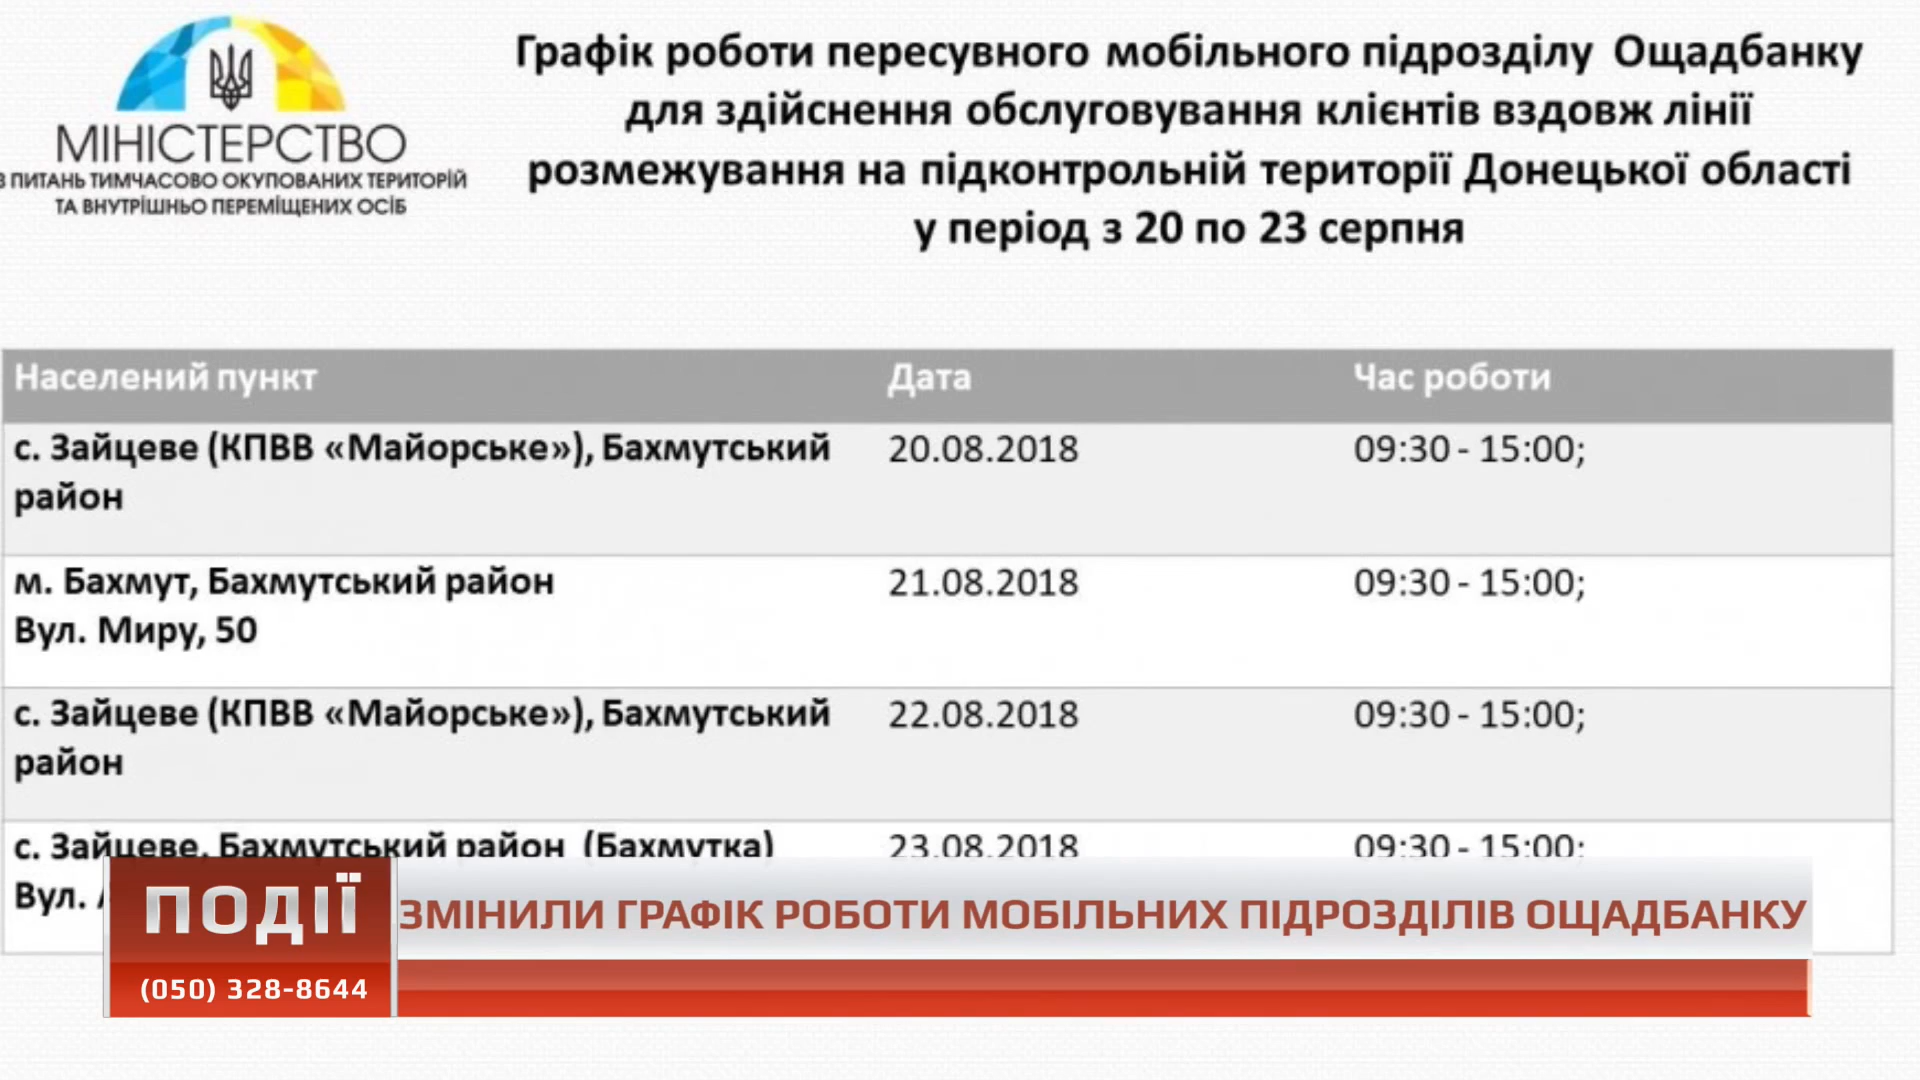 МІНІСТЕРСТВО
З ПИТАНЬ ТИМЧАСОВО ОКУПОВАНИХ ТЕРИТОРІЙ
ТА ВНУТРІШНЬО ПЕРЕМІЩЕНИХ ОСІБ
Графік роботи пересувного мобільного підрозділу Ощадбанку
для здійснення обслуговування клієнтів вздовж лінії
розмежування на підконтрольній території Донецької області
у період з 20 по 23 серпня
Населений пункт Дата Час роботи
с. Зайцеве (КПВВ «Майорське»), Бахмутський 20.08.2018 09:30 - 15:00;
район
м. Бахмут, Бахмутський район 21.08.2018 09:30 - 15:00;
Вул. Миру, 50
с. Зайцеве (КПВВ «Майорське»), Бахмутський 22.08.2018 09:30 - 15:00;
район
с. Зайцеве, Бахмутський район (Бахмутка) 23.08.2018 09:30 - 15:00;
Вул.
ПОДІЇ
ЗМІНИЛИ ГРАФІК РОБОТИ МОБІЛЬНИХ ПІДРОЗДІЛІВ ОЩАДБАНКУ
(050) 328-8644